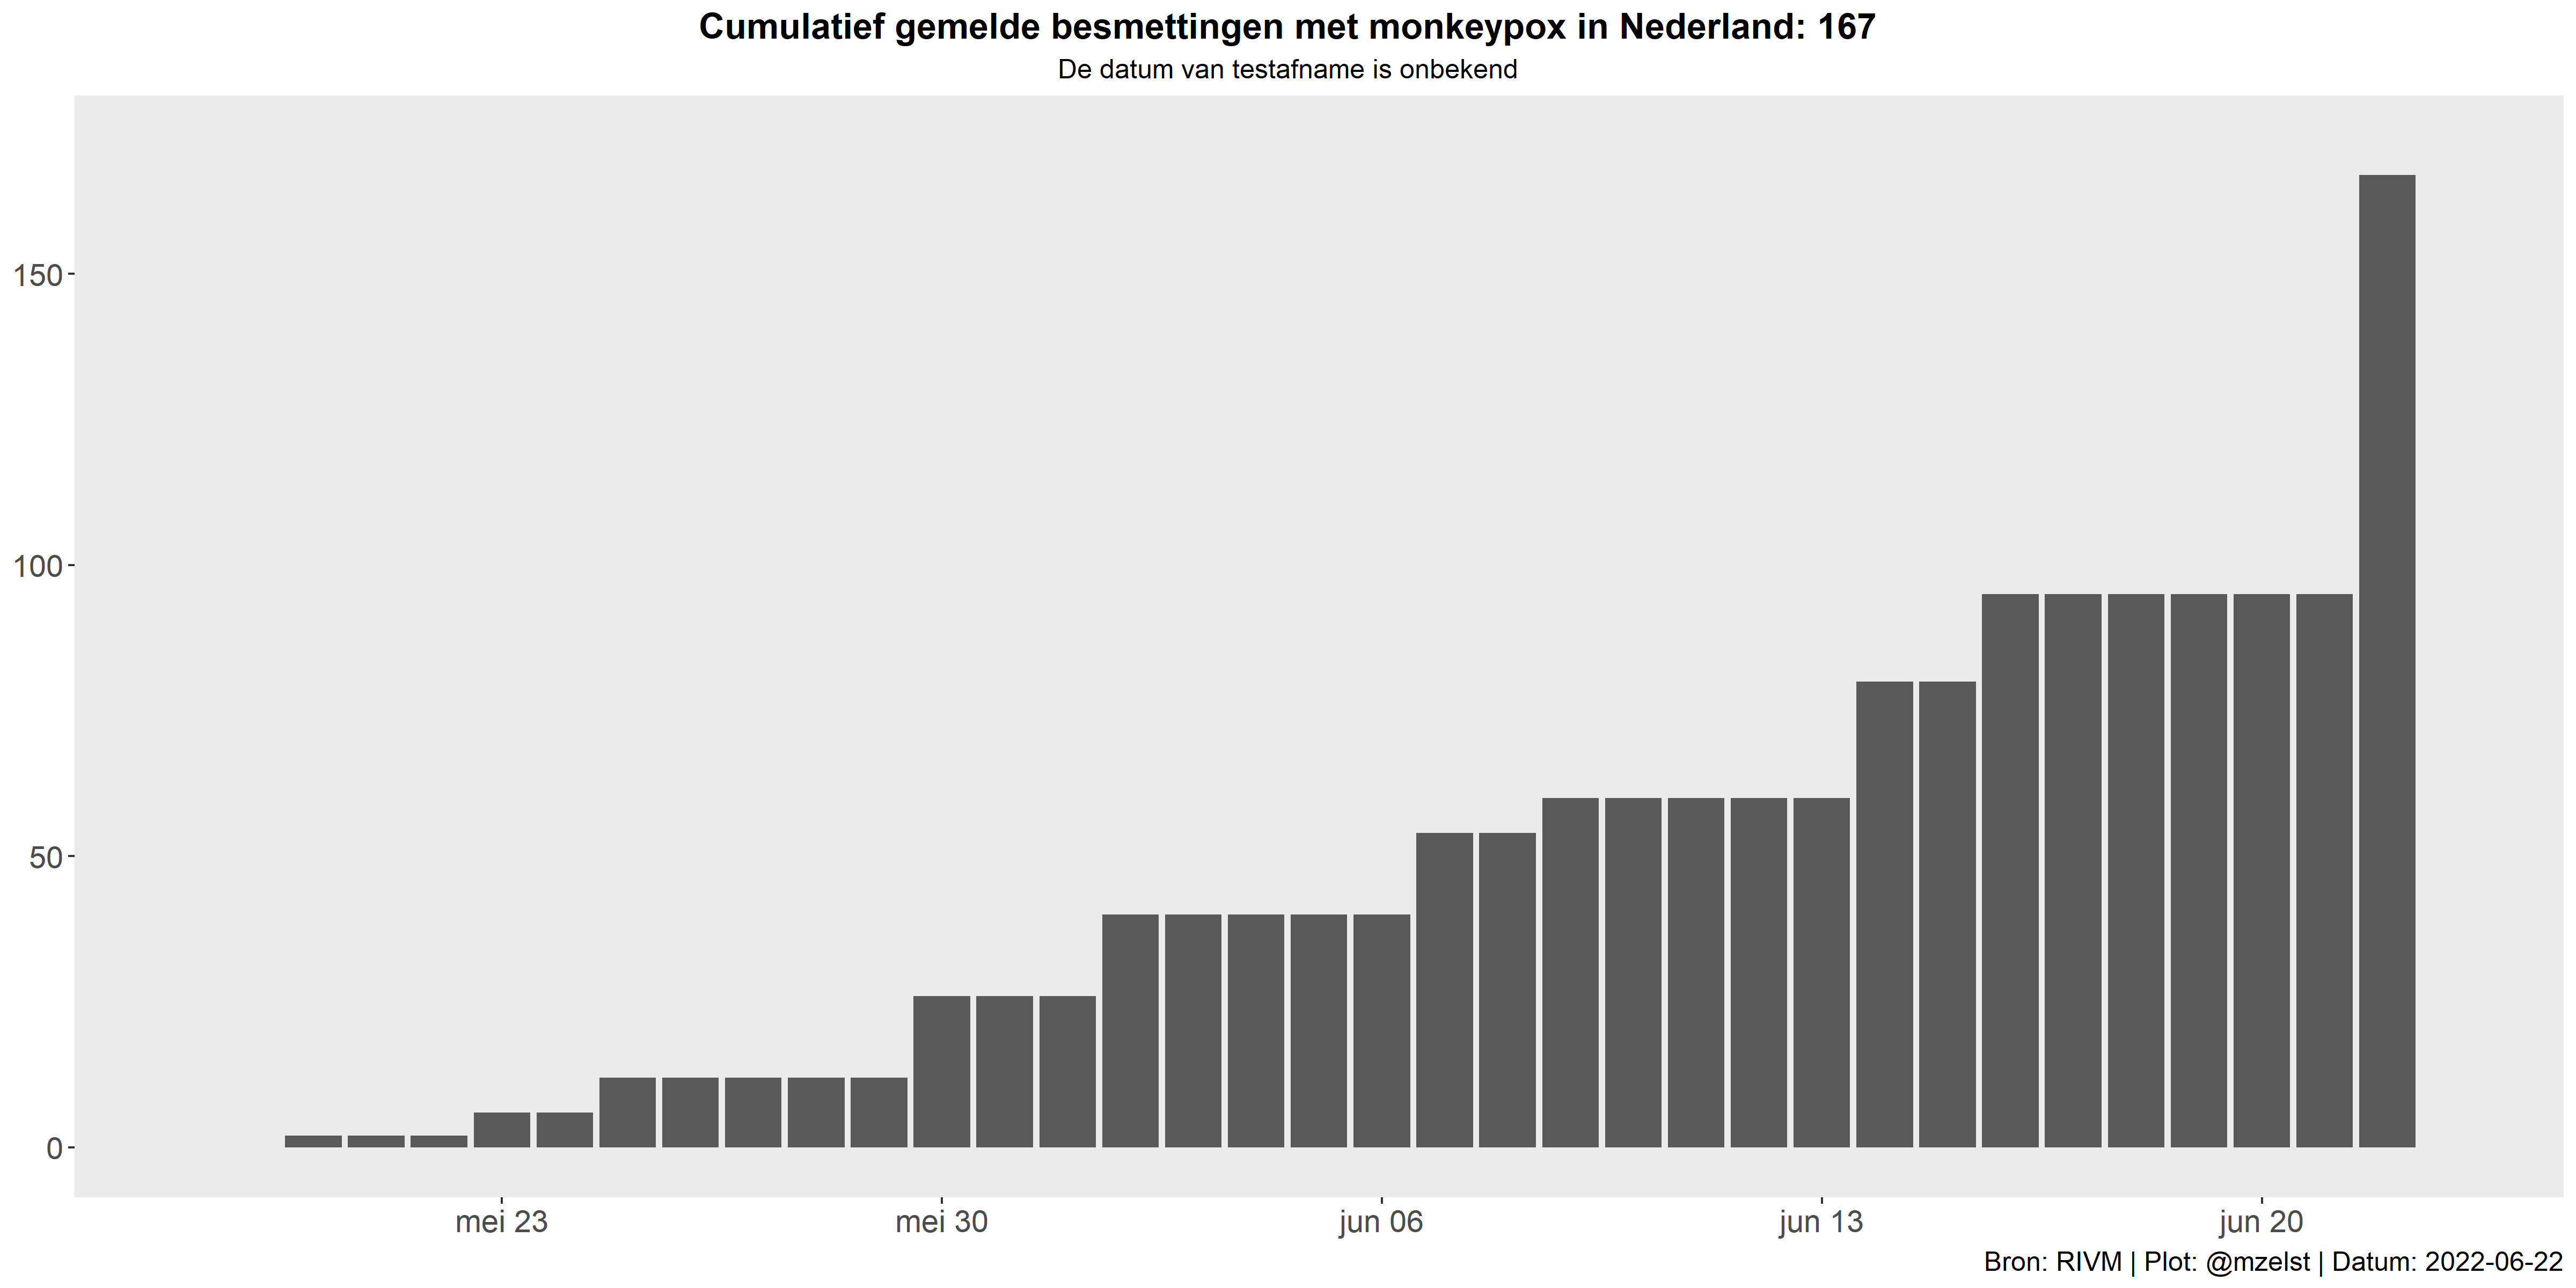 Cumulatief gemelde besmettingen met monkeypox in Nederland: 167
De datum van testafname is onbekend
150
100
50
0
mei 23
mei 30
jun 06
jun 13
jun 20
Bron: RIVM | Plot: @mzelst | Datum: 2022-06-22